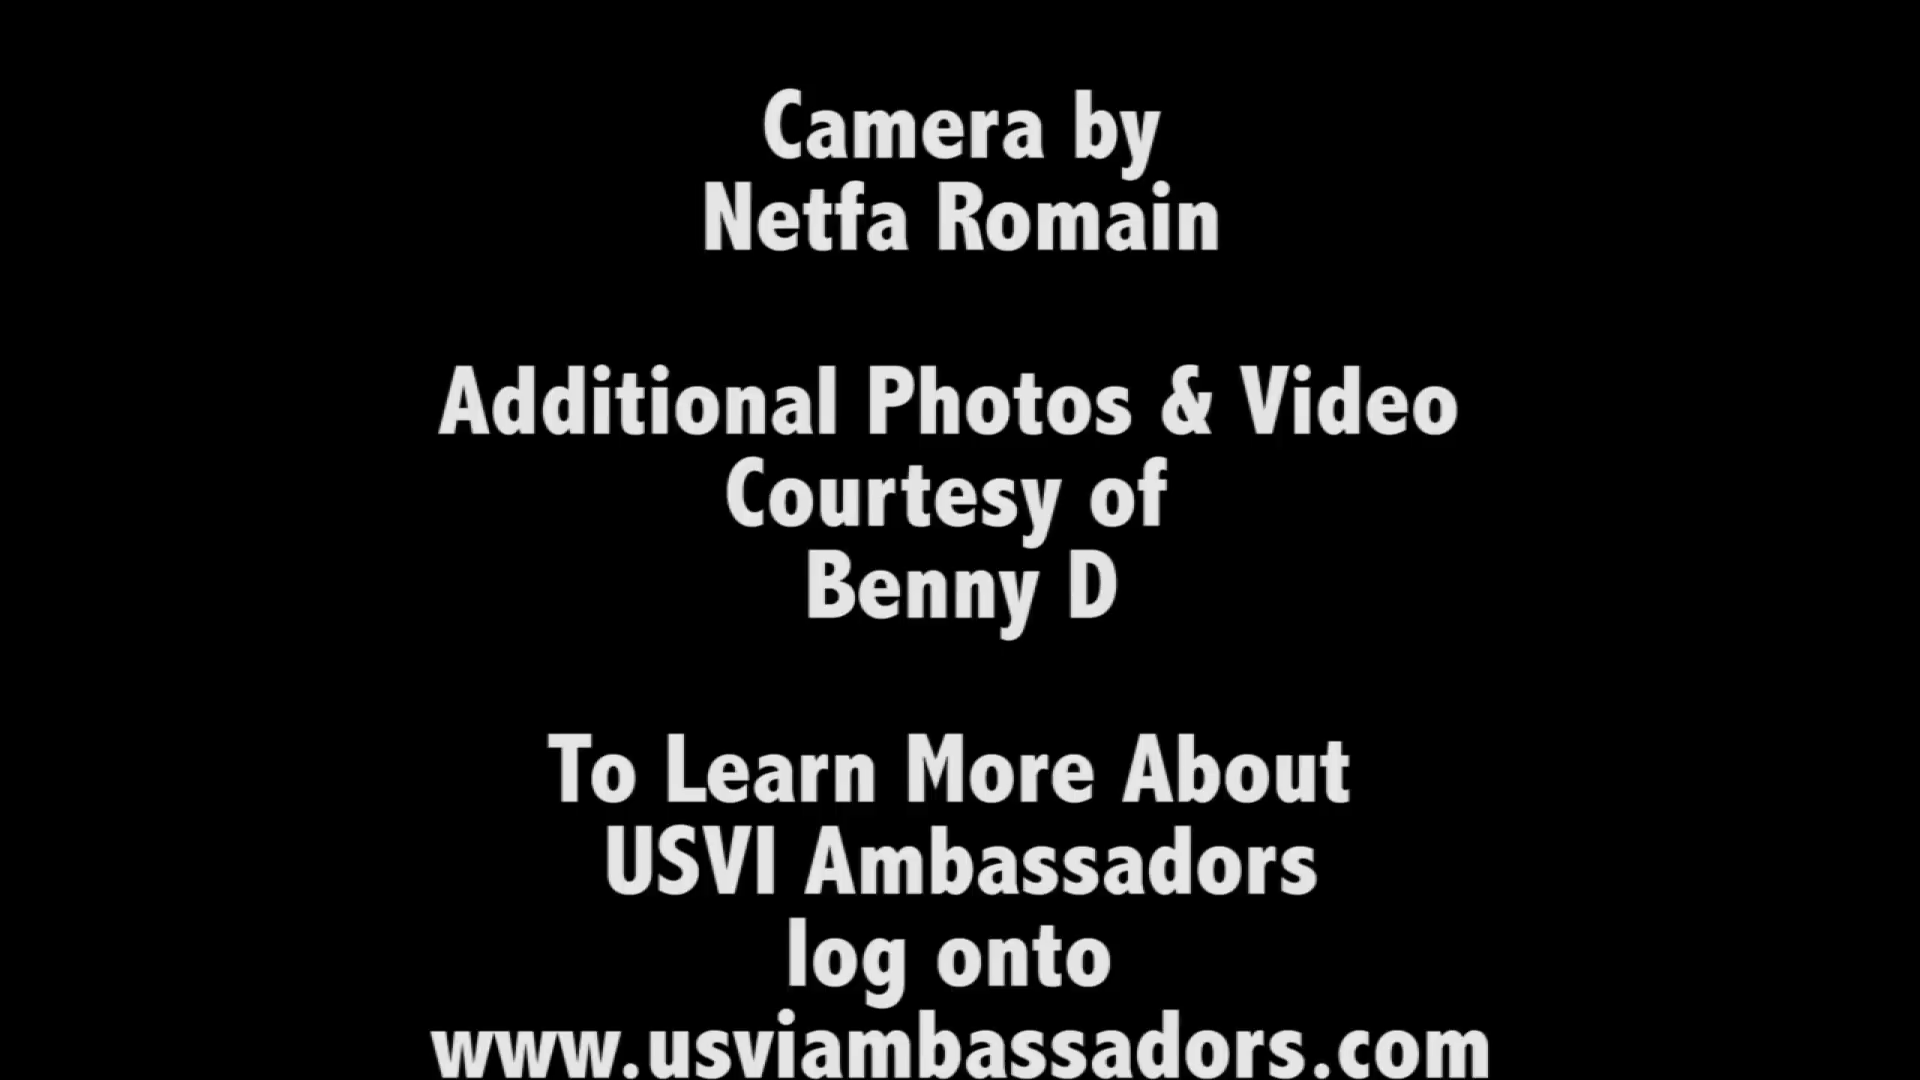 Camera by
Netfa Romain
Additional Photos & Video
Courtesy of
Benny D
To Learn More About
USVI Ambassadors
log onto
www.usviambassadors.com